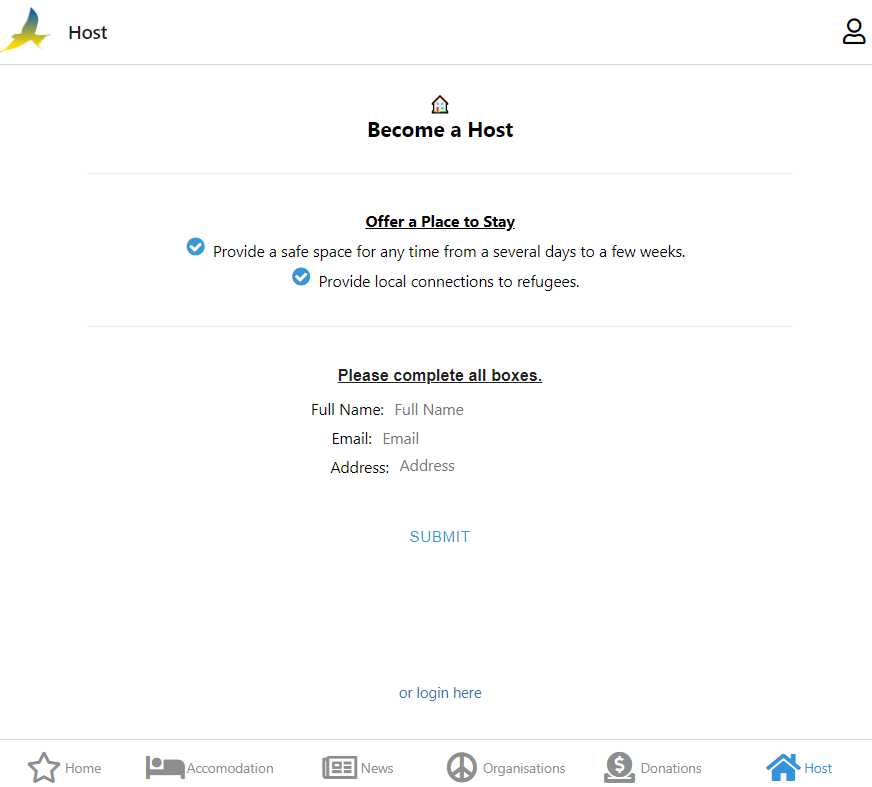 Host
Become a Host
Offer a Place to Stay
Provide a safe space for any time from a several days to a few weeks.
Provide local connections to refugees.
Please complete all boxes.
Full Name: Full Name
Email: Email
Address: Address
SUBMIT
or login here
Home Accomodation News Organisations Donations Host